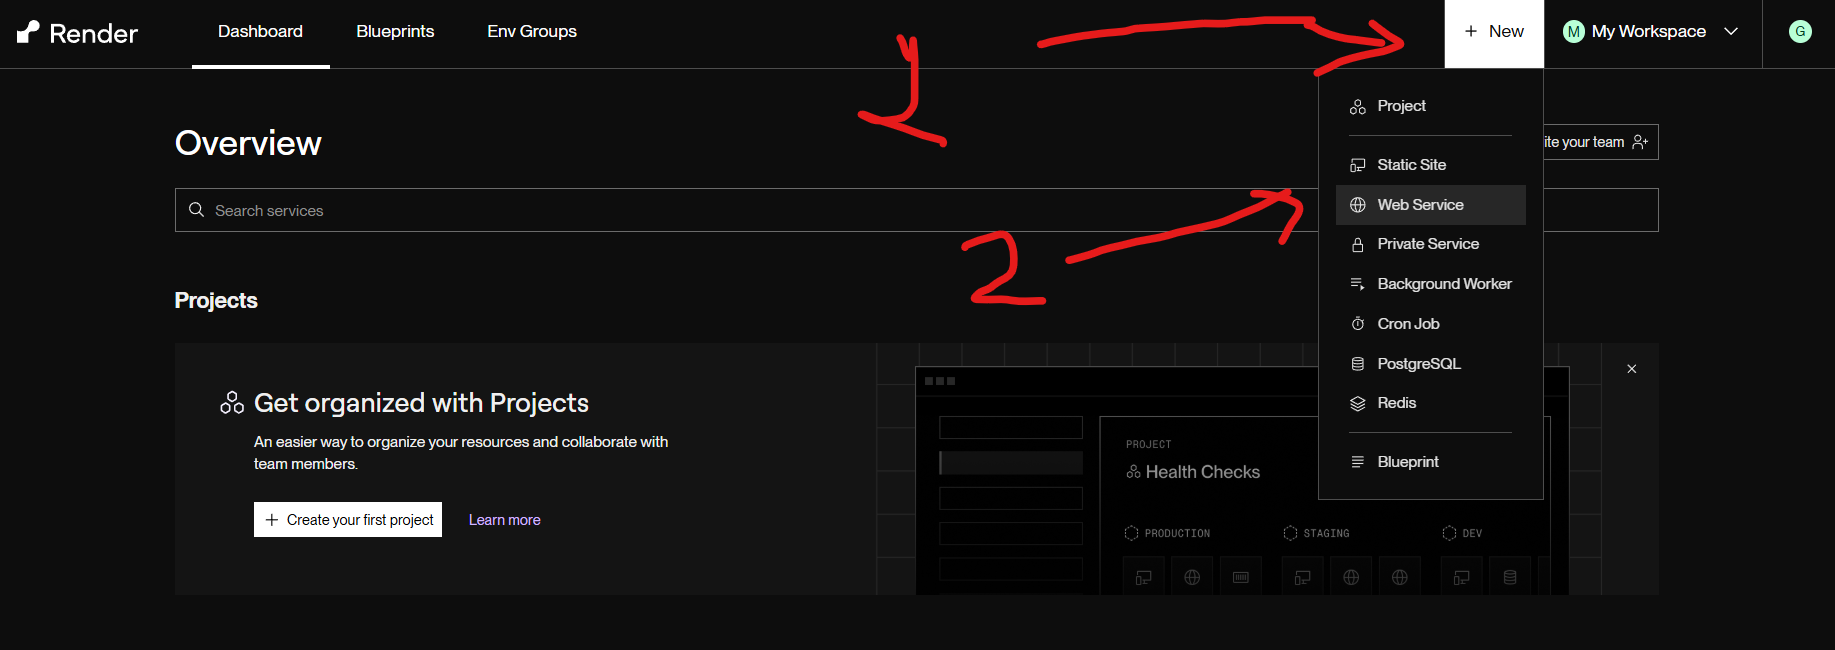 Render
Dashboard
Blueprints
Env Groups
+ New
M My Workspace
G
1
Project
Overview
ite your team
Static Site
Search services
Web Service
2
Private Service
Background Worker
Projects
Cron Job
PostgreSQL
Get organized with Projects
Redis
An easier way to organize your resources and collaborate with
team members.
PROJECT
Health Checks
Blueprint
+ Create your first project
Learn more
PRODUCTION
STAGING
DEV